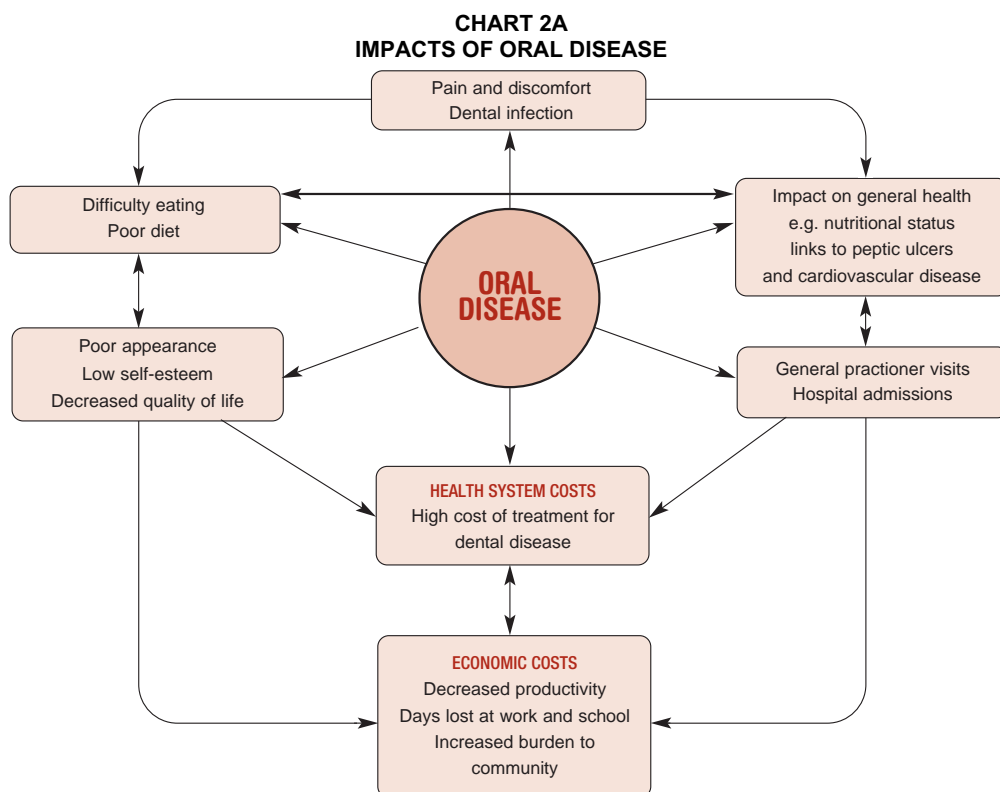 CHART 2A
IMPACTS OF ORAL DISEASE
Pain and discomfort
Dental infection
Difficulty eating
Poor diet
Impact on general health
e.g. nutritional status
links to peptic ulcers
and cardiovascular disease
ORAL
DISEASE
Poor appearance
Low self-esteem
Decreased quality of life
General practioner visits
Hospital admissions
HEALTH SYSTEM COSTS
High cost of treatment for
dental disease
ECONOMIC COSTS
Decreased productivity
Days lost at work and school
Increased burden to
community